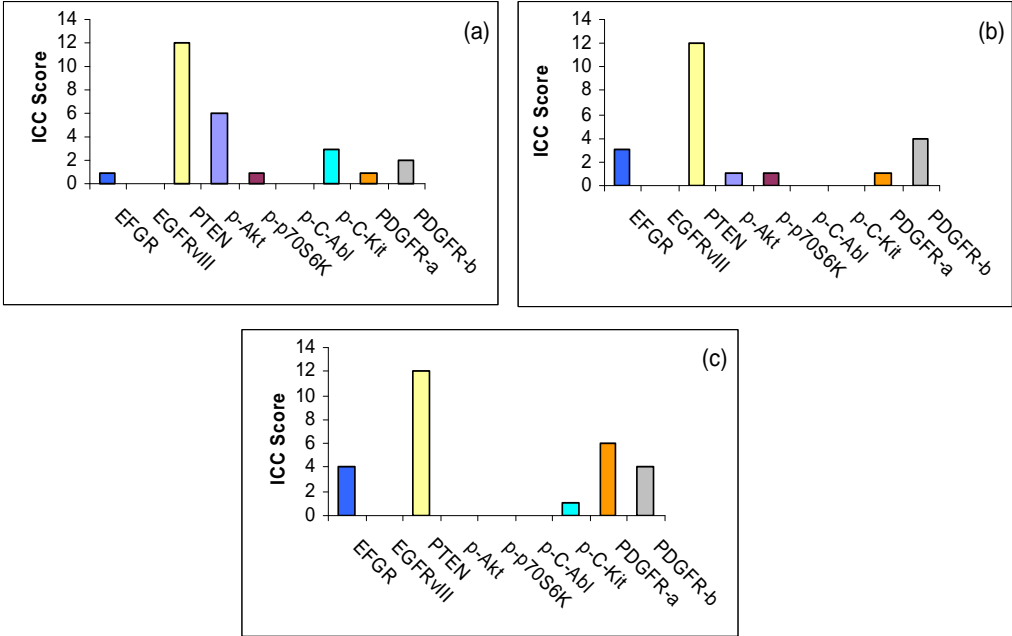 (a)
ICC Score
14
12
10
8
6
4
2
0
EFGR
EGFRvIII
PTEN
p-Akt
p-p70S6K
p-C-Abl
p-C-Kit
PDGFR-a
PDGFR-b
(b)
ICC Score
14
12
10
8
6
4
2
0
EFGR
EGFRvIII
PTEN
p-Akt
p-p70S6K
p-C-Abl
p-C-Kit
PDGFR-a
PDGFR-b
(c)
ICC Score
14
12
10
8
6
4
2
0
EFGR
EGFRvIII
PTEN
p-Akt
p-p70S6K
p-C-Abl
p-C-Kit
PDGFR-a
PDGFR-b